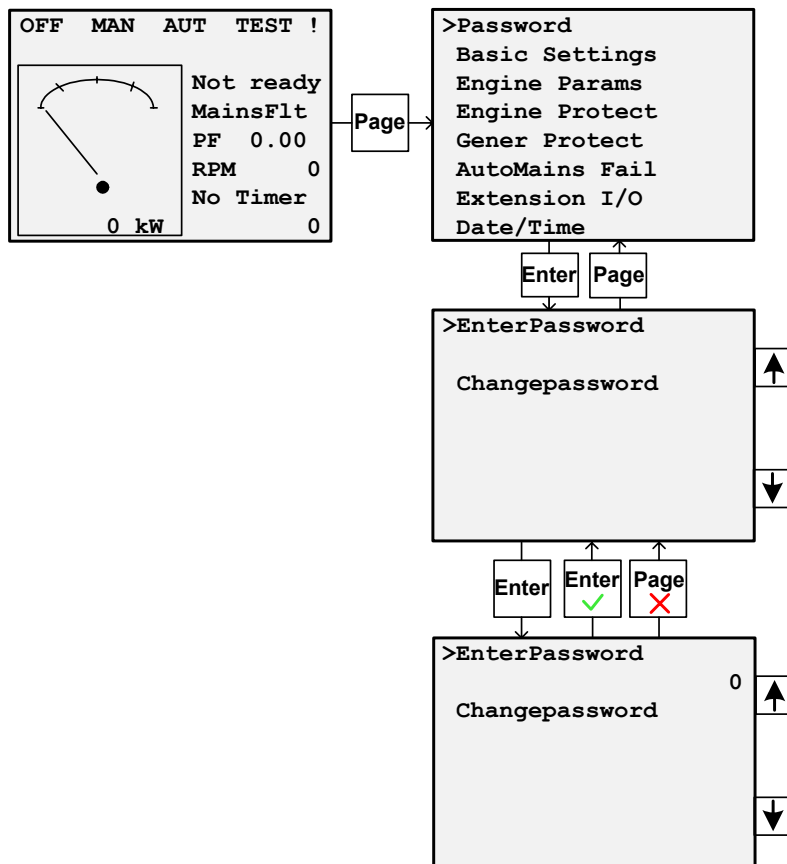 OFF MAN AUT TEST !
Not ready
MainsFlt
PF 0.00
RPM 0
No Timer
0 kW 0
Page
>Password
Basic Settings
Engine Params
Engine Protect
Gener Protect
AutoMains Fail
Extension I/O
Date/Time
Enter Page
>EnterPassword
Changepassword
Enter Enter Page
>EnterPassword
0
Changepassword